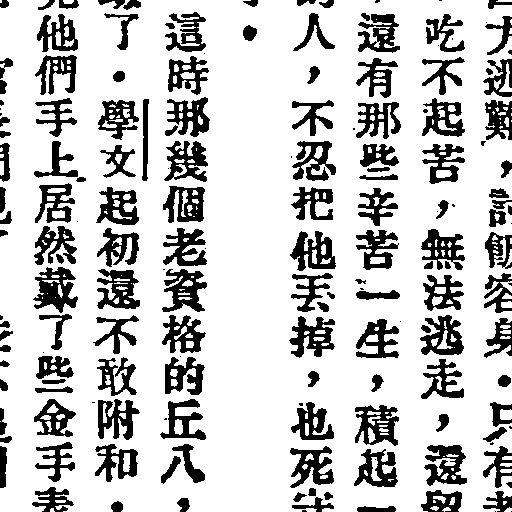 四方逃難，討飯容身．只有
，吃不起苦，無法逃走，還留
，還有那些辛苦一生，積起一
的人，不忍把他丟掉，也死守
．
這時那幾個老資格的丘八，
了．學文起初還不敢附和．
他們手上居然戴了些金手表
官長們見了